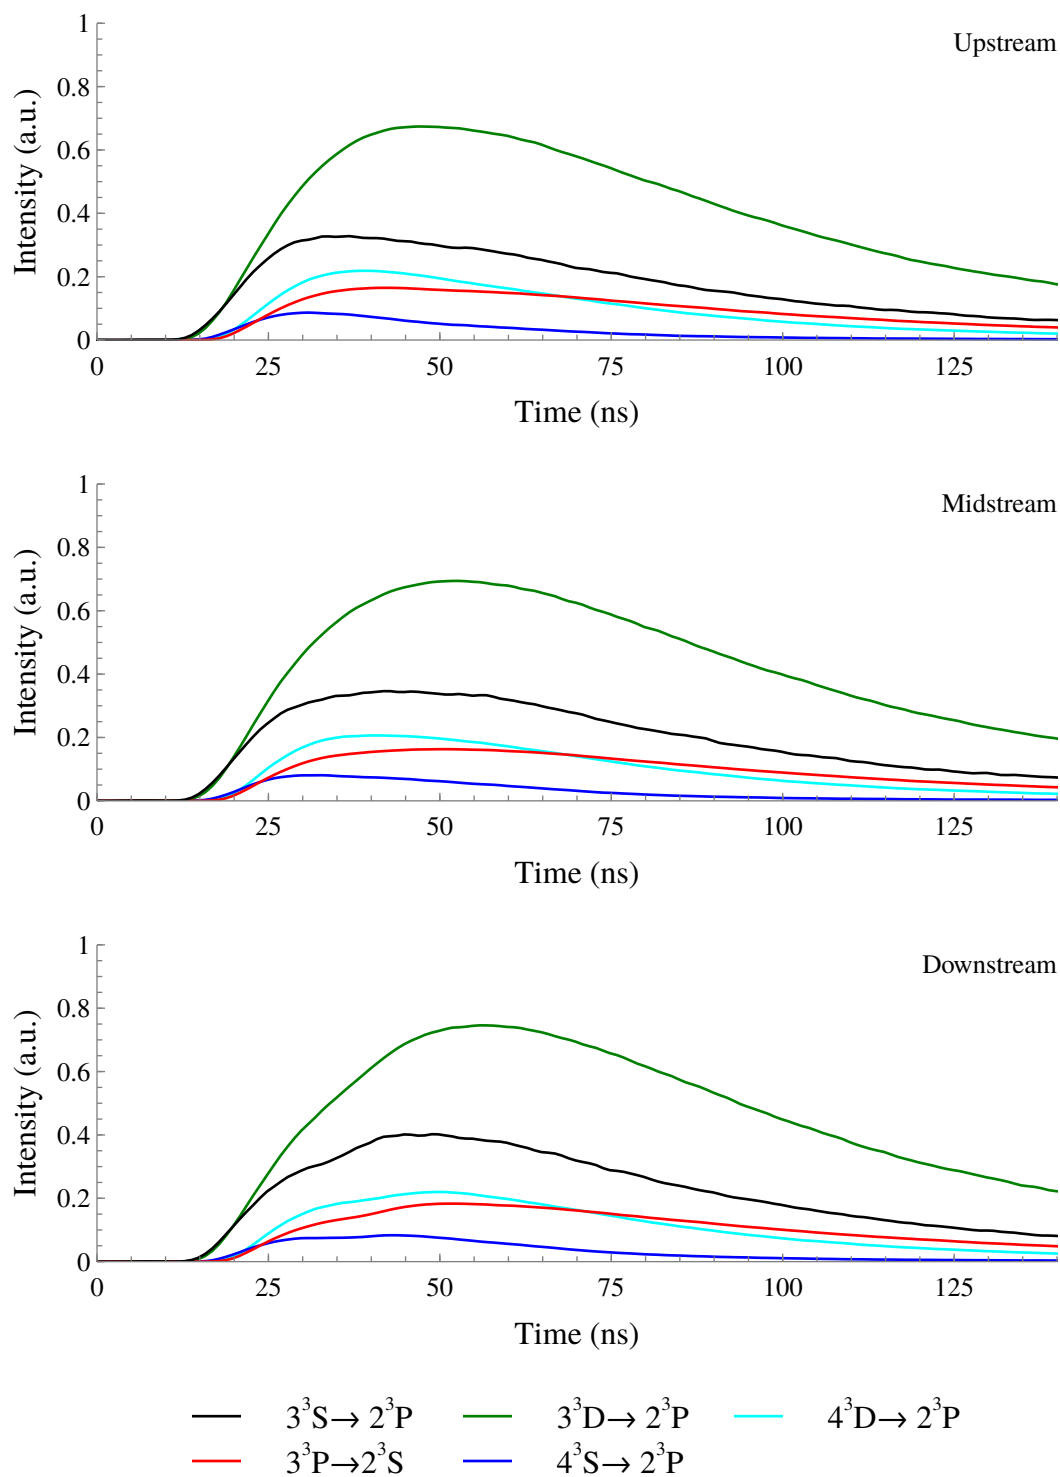 1
Upstream
0.8
0.6
0.4
0.2
0
Intensity (a.u.)
0 25 50 75 100 125
Time (ns)
1
Midstream
0.8
0.6
0.4
0.2
0
Intensity (a.u.)
0 25 50 75 100 125
Time (ns)
1
Downstream
0.8
0.6
0.4
0.2
0
Intensity (a.u.)
0 25 50 75 100 125
Time (ns)
3³S→ 2³P 3³D→ 2³P 4³D→ 2³P
3³P→2³S 4³S→ 2³P